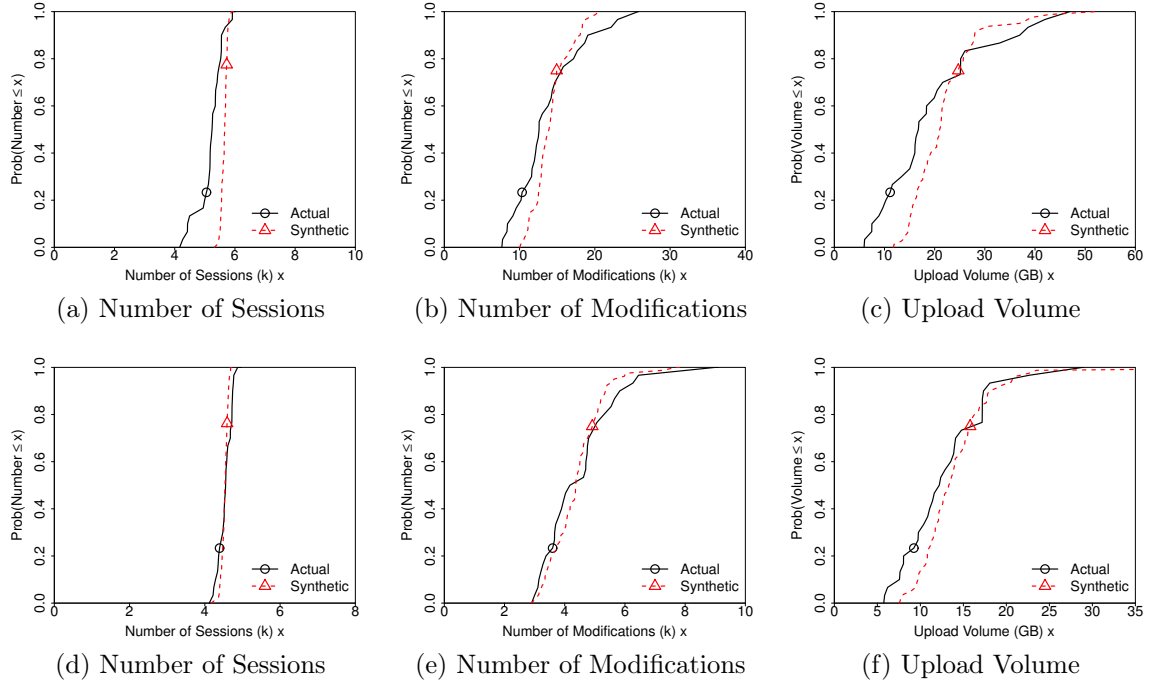 Prob(Number ≤ x)
0.0 0.2 0.4 0.6 0.8 1.0
Actual
Synthetic
0 2 4 6 8 10
Number of Sessions (k) x
(a) Number of Sessions
Prob(Number ≤ x)
0.0 0.2 0.4 0.6 0.8 1.0
Actual
Synthetic
0 10 20 30 40
Number of Modifications (k) x
(b) Number of Modifications
Prob(Volume ≤ x)
0.0 0.2 0.4 0.6 0.8 1.0
Actual
Synthetic
0 10 20 30 40 50 60
Upload Volume (GB) x
(c) Upload Volume
Prob(Number ≤ x)
0.0 0.2 0.4 0.6 0.8 1.0
Actual
Synthetic
0 2 4 6 8
Number of Sessions (k) x
(d) Number of Sessions
Prob(Number ≤ x)
0.0 0.2 0.4 0.6 0.8 1.0
Actual
Synthetic
0 2 4 6 8 10
Number of Modifications (k) x
(e) Number of Modifications
Prob(Volume ≤ x)
0.0 0.2 0.4 0.6 0.8 1.0
Actual
Synthetic
0 5 10 15 20 25 30 35
Upload Volume (GB) x
(f) Upload Volume